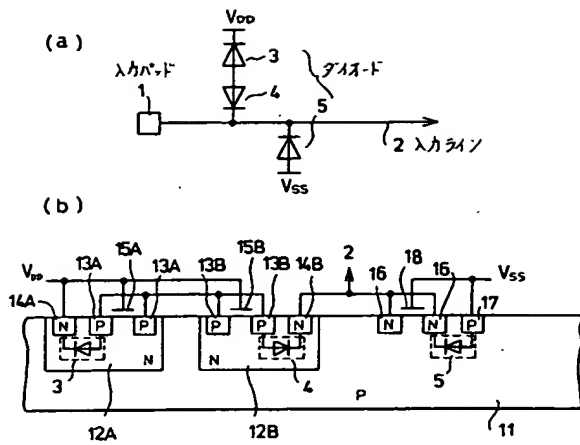 (a)
VDD
3
ダイオード
入力パッド
1
4
5
2 入力ライン
VSS
(b)
VDD
13A 15A 13A 13B 15B 13B 14B 2 16 18 16 VSS
14A
17
N P P P P N N N P
N
N
3
4
5
P
12A
12B
11